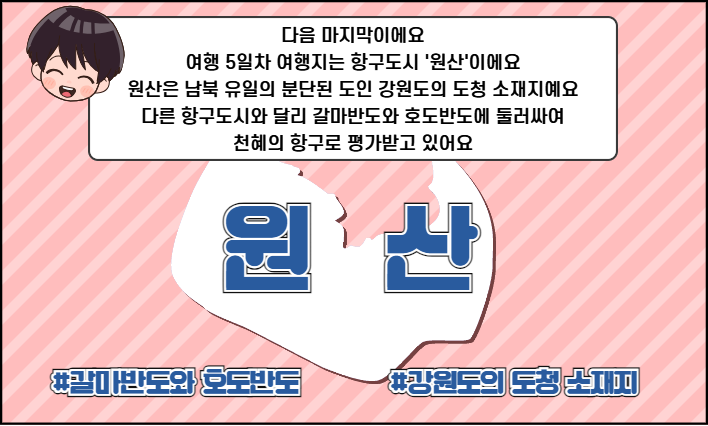 다음 마지막이에요
여행 5일차 여행지는 항구도시 '원산'이에요
원산은 남북 유일의 분단된 도인 강원도의 도청 소재지예요
다른 항구도시와 달리 갈마반도와 호도반도에 둘러싸여
천혜의 항구로 평가받고 있어요
원 산
#갈마반도와 호도반도 #강원도의 도청 소재지